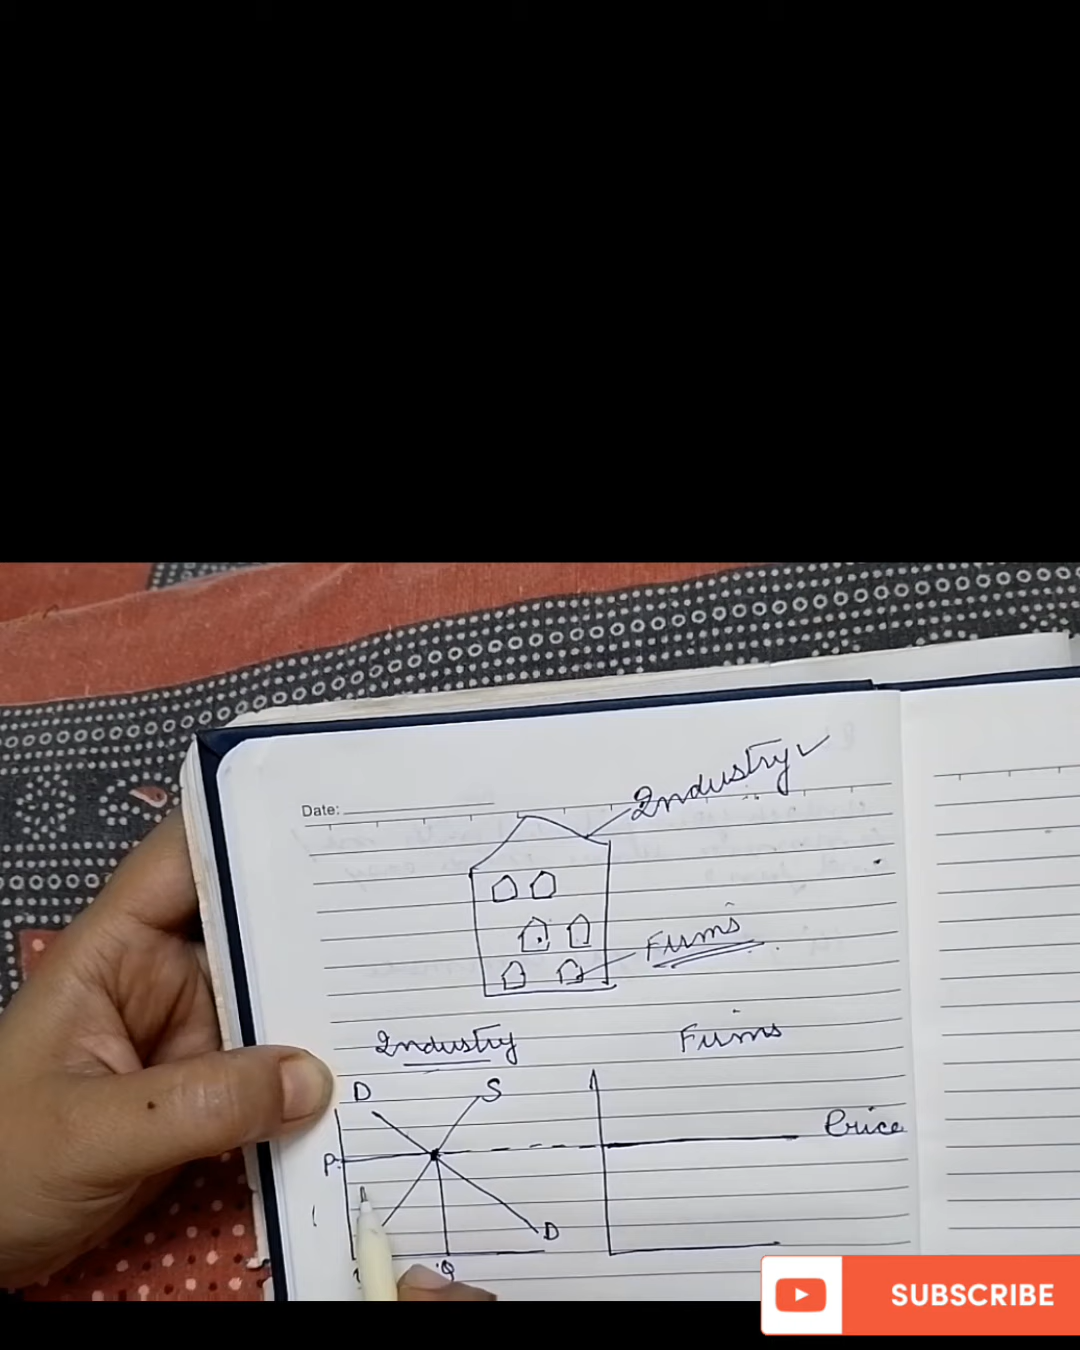 Industry ✓
Date:
Firms
Industry
Firms
D
S
Price
P
D
Q
SUBSCRIBE